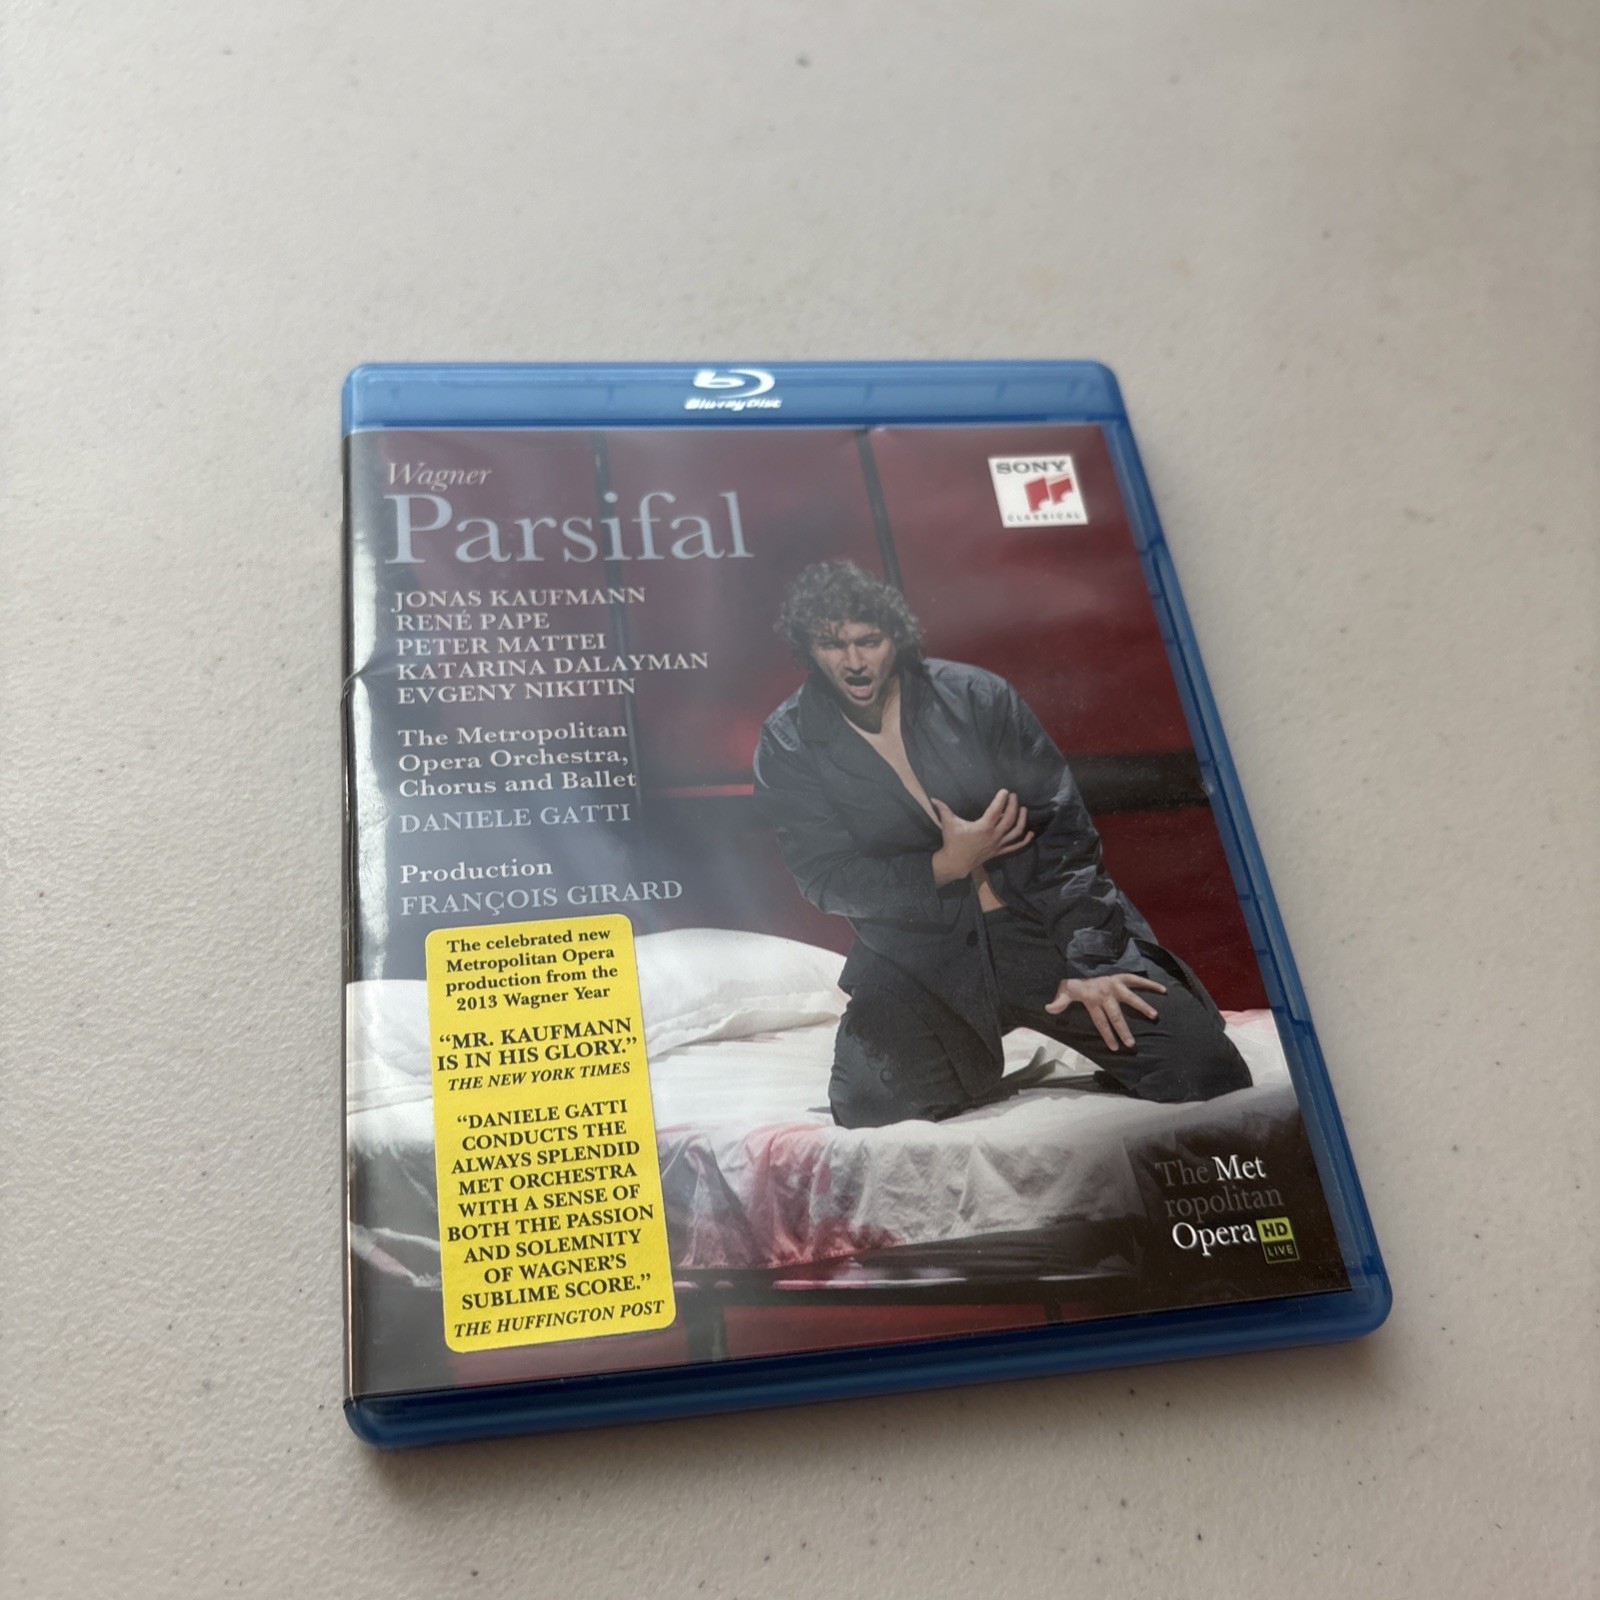 Blu-ray Disc
Wagner
Parsifal
SONY
CLASSICAL
JONAS KAUFMANN
RENÉ PAPE
PETER MATTEI
KATARINA DALAYMAN
EVGENY NIKITIN
The Metropolitan
Opera Orchestra,
Chorus and Ballet
DANIELE GATTI
Production
FRANÇOIS GIRARD
The celebrated new
Metropolitan Opera
production from the
2013 Wagner Year
“MR. KAUFMANN
IS IN HIS GLORY.”
THE NEW YORK TIMES
“DANIELE GATTI
CONDUCTS THE
ALWAYS SPLENDID
MET ORCHESTRA
WITH A SENSE OF
BOTH THE PASSION
AND SOLEMNITY
OF WAGNER’S
SUBLIME SCORE.”
THE HUFFINGTON POST
The Met
ropolitan
Opera HD
LIVE